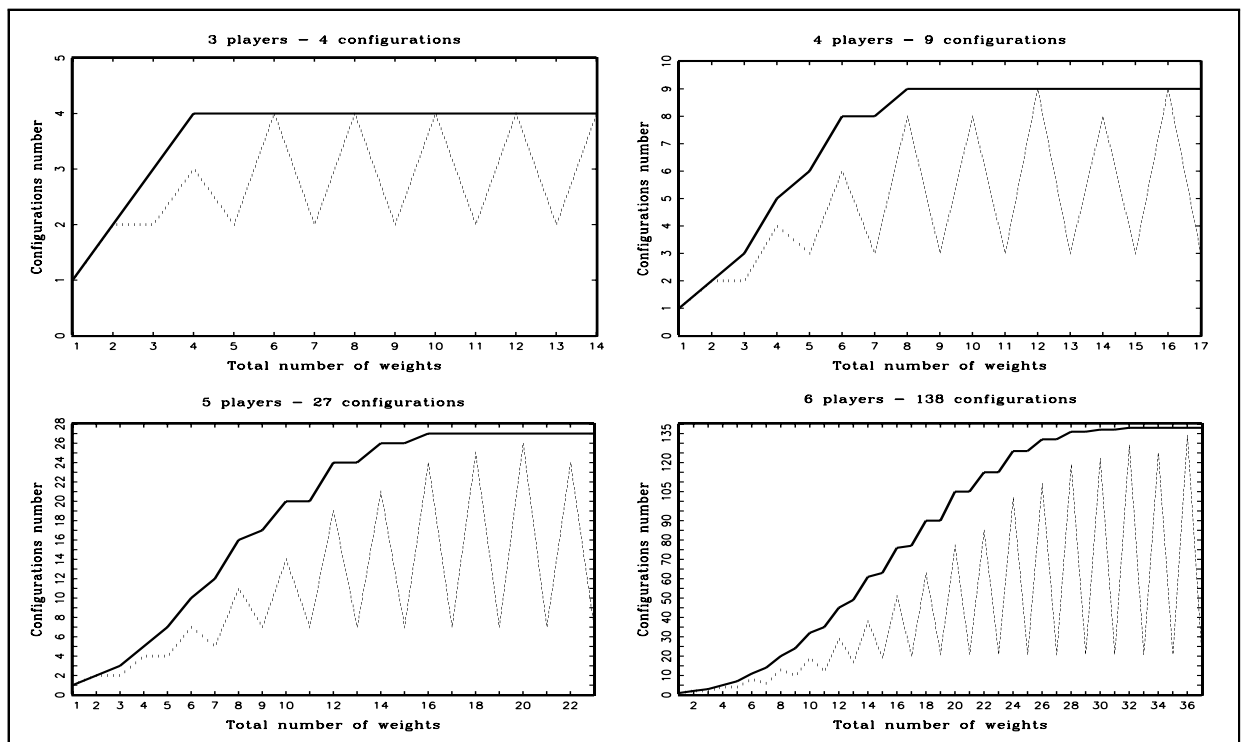 3 players – 4 configurations
Configurations number
0 1 2 3 4 5
1 2 3 4 5 6 7 8 9 10 11 12 13 14
Total number of weights
4 players – 9 configurations
Configurations number
0 1 2 3 4 5 6 7 8 9 10
1 2 3 4 5 6 7 8 9 10 11 12 13 14 15 16 17
Total number of weights
5 players – 27 configurations
Configurations number
0 2 4 6 8 10 12 14 16 18 20 22 24 26 28
1 2 3 4 5 6 7 8 9 10 12 14 16 18 20 22
Total number of weights
6 players – 138 configurations
Configurations number
0 10 20 30 40 50 60 70 80 90 105 120 135
2 4 6 8 10 12 14 16 18 20 22 24 26 28 30 32 34 36
Total number of weights